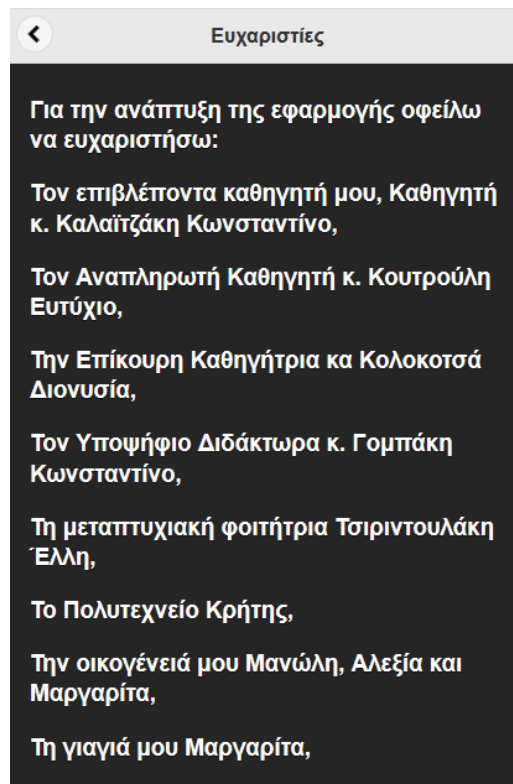 Ευχαριστίες
Για την ανάπτυξη της εφαρμογής οφείλω
να ευχαριστήσω:
Τον επιβλέποντα καθηγητή μου, Καθηγητή
κ. Καλαϊτζάκη Κωνσταντίνο,
Τον Αναπληρωτή Καθηγητή κ. Κουτρούλη
Ευτύχιο,
Την Επίκουρη Καθηγήτρια κα Κολοκοτσά
Διονυσία,
Τον Υποψήφιο Διδάκτωρα κ. Γομπάκη
Κωνσταντίνο,
Τη μεταπτυχιακή φοιτήτρια Τσιριντουλάκη
Έλλη,
Το Πολυτεχνείο Κρήτης,
Την οικογένειά μου Μανώλη, Αλεξία και
Μαργαρίτα,
Τη γιαγιά μου Μαργαρίτα,